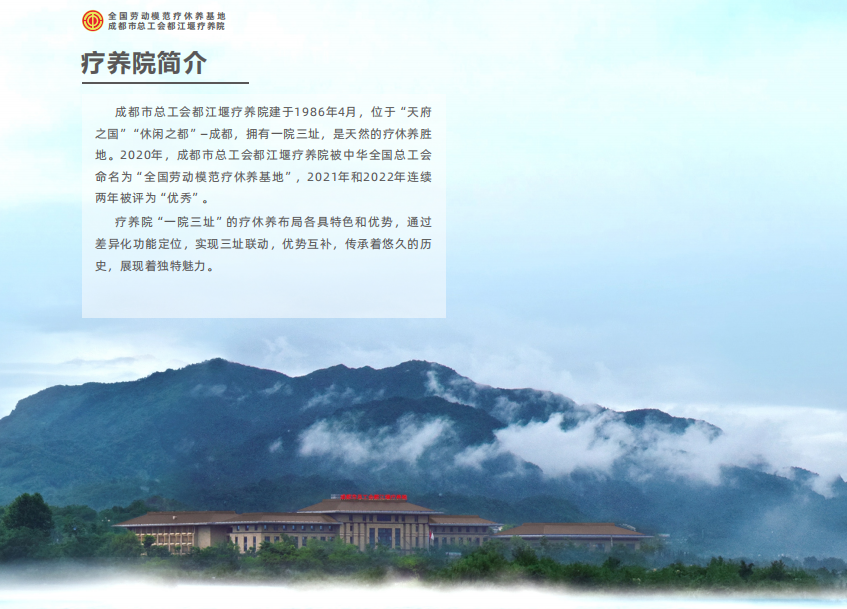 全国劳动模范疗休养基地
成都市总工会都江堰疗养院
疗养院简介
成都市总工会都江堰疗养院建于1986年4月，位于“天府
之国”“休闲之都”–成都，拥有一院三址，是天然的疗休养胜
地。2020年，成都市总工会都江堰疗养院被中华全国总工会
命名为“全国劳动模范疗休养基地”，2021年和2022年连续
两年被评为“优秀”。
疗养院“一院三址”的疗休养布局各具特色和优势，通过
差异化功能定位，实现三址联动，优势互补，传承着悠久的历
史，展现着独特魅力。